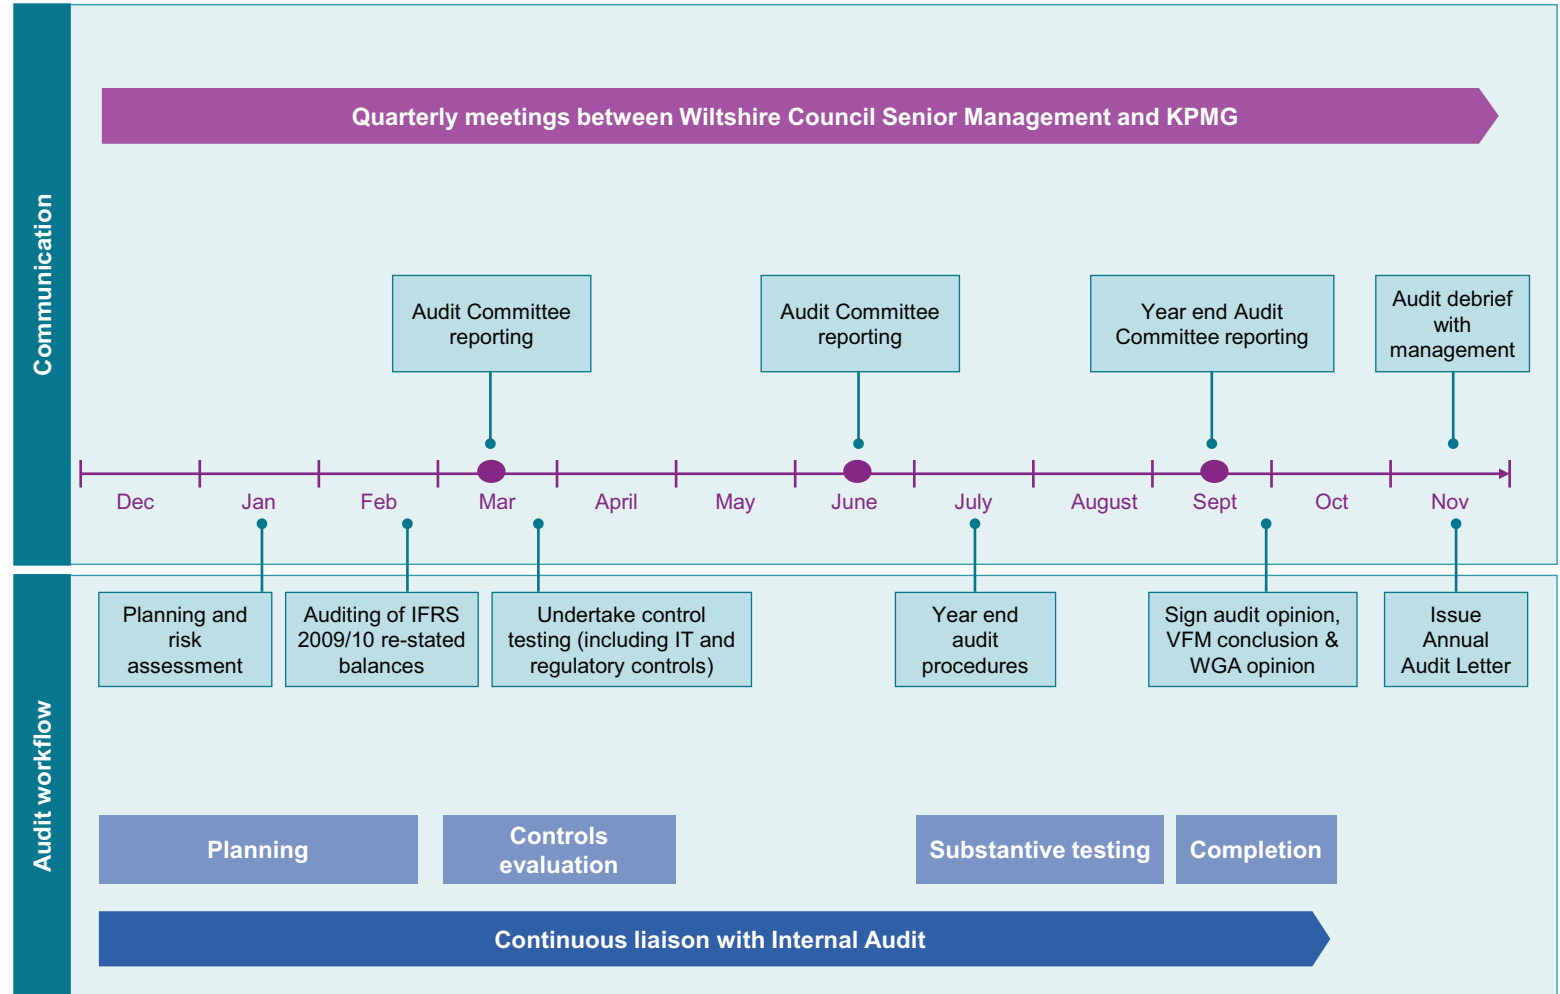 Communication
Quarterly meetings between Wiltshire Council Senior Management and KPMG
Audit Committee
reporting
Audit Committee
reporting
Year end Audit
Committee reporting
Audit debrief
with
management
Dec
Jan
Feb
Mar
April
May
June
July
August
Sept
Oct
Nov
Audit workflow
Planning and
risk
assessment
Auditing of IFRS
2009/10 re-stated
balances
Undertake control
testing (including IT and
regulatory controls)
Year end
audit
procedures
Sign audit opinion,
VFM conclusion &
WGA opinion
Issue
Annual
Audit Letter
Planning
Controls
evaluation
Substantive testing
Completion
Continuous liaison with Internal Audit